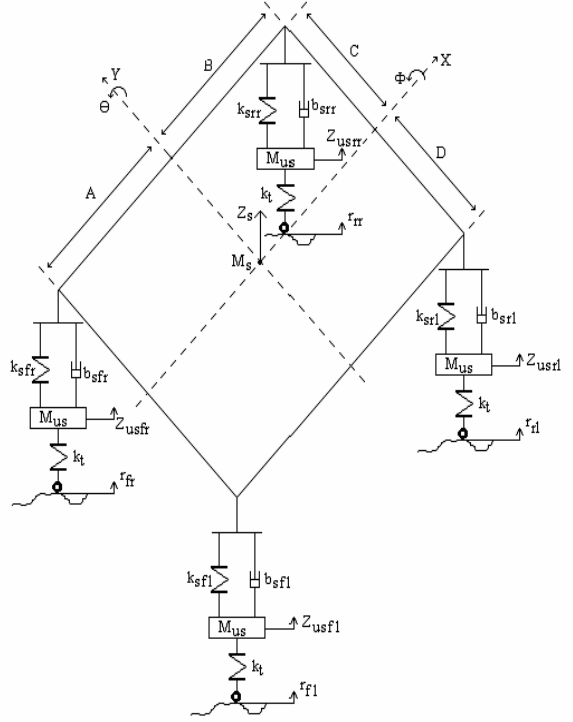 B
C
Y
Φ
X
Θ
k_srr
b_srr
D
M_us
Z_usrr
A
k_t
Z_s
r_rr
M_s
k_srl
b_srl
k_sfr
b_sfr
M_us
Z_usrl
M_us
Z_usfr
k_t
r_rl
k_t
r_fr
k_sfl
b_sfl
M_us
Z_usfl
k_t
r_fl